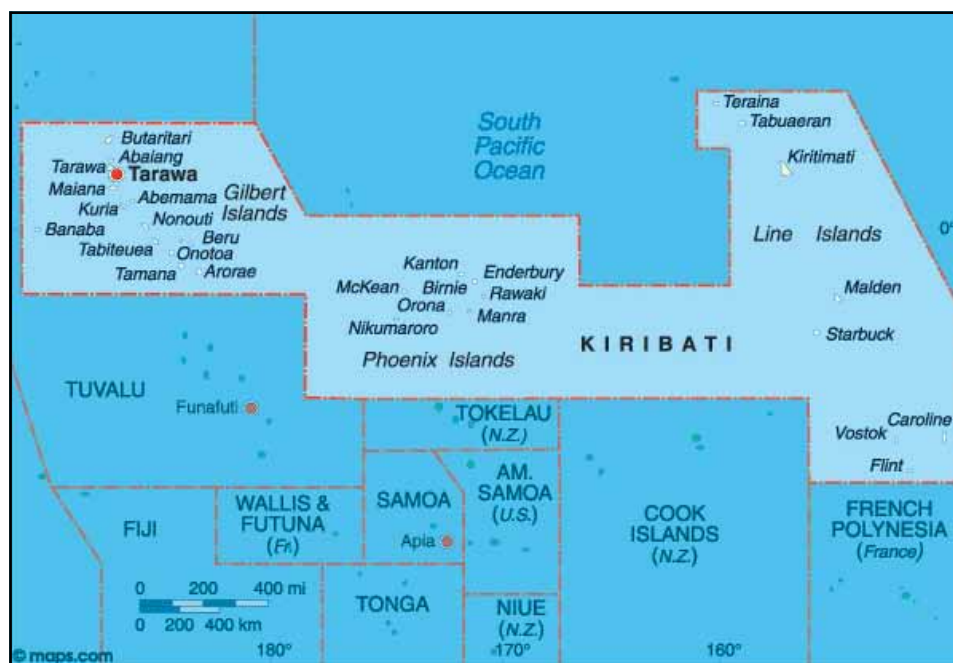 South
Pacific
Ocean
Teraina
Tabuaeran
Kiritimati
Line Islands
0°
Malden
Starbuck
Caroline
Vostok
Flint
Butaritari
Abaiang
Tarawa
Tarawa
Maiana
Kuria
Abemama
Gilbert
Islands
Nonouti
Banaba
Tabiteuea
Beru
Onotoa
Tamana
Arorae
Kanton
Enderbury
McKean
Birnie
Rawaki
Orona
Manra
Nikumaroro
Phoenix Islands
KIRIBATI
TUVALU
Funafuti
TOKELAU
(N.Z.)
FIJI
WALLIS &
FUTUNA
(Fr.)
SAMOA
Apia
AM.
SAMOA
(U.S.)
COOK
ISLANDS
(N.Z.)
FRENCH
POLYNESIA
(France)
TONGA
NIUE
(N.Z.)
0 200 400 mi
0 200 400 km
180°
170°
160°
© maps.com